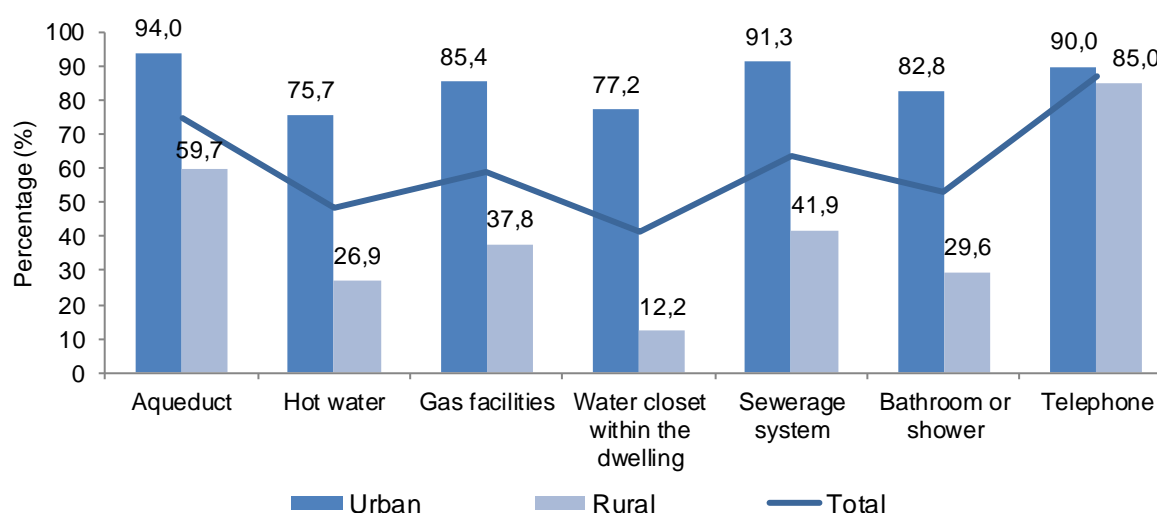 Percentage (%)
100
90
80
70
60
50
40
30
20
10
0
94,0
59,7
75,7
26,9
85,4
37,8
77,2
12,2
91,3
41,9
82,8
29,6
90,0
85,0
Aqueduct
Hot water
Gas facilities
Water closet
within the
dwelling
Sewerage
system
Bathroom or
shower
Telephone
Urban
Rural
Total